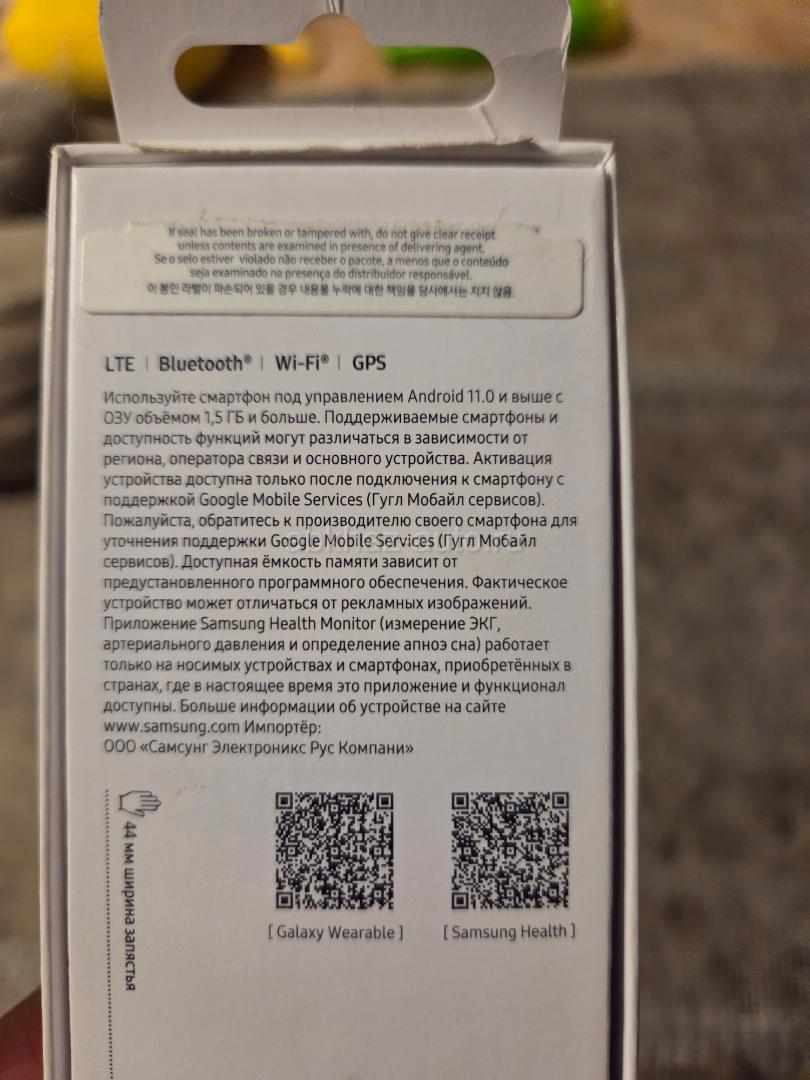 If seal has been broken or tampered with, do not give clear receipt
unless contents are examined in presence of delivering agent.
Se o selo estiver violado não receber o pacote, a menos que o conteúdo
seja examinado na presença do distribuidor responsável.
이 봉인 라벨이 파손되어 있을 경우 내용물 누락에 대한 책임을 당사에서는 지지 않음.
LTE | Bluetooth® | Wi-Fi® | GPS
Используйте смартфон под управлением Android 11.0 и выше с
ОЗУ объёмом 1,5 ГБ и больше. Поддерживаемые смартфоны и
доступность функций могут различаться в зависимости от
региона, оператора связи и основного устройства. Активация
устройства доступна только после подключения к смартфону с
поддержкой Google Mobile Services (Гугл Мобайл сервисов).
Пожалуйста, обратитесь к производителю своего смартфона для
уточнения поддержки Google Mobile Services (Гугл Мобайл
сервисов). Доступная ёмкость памяти зависит от
предустановленного программного обеспечения. Фактическое
устройство может отличаться от рекламных изображений.
Приложение Samsung Health Monitor (измерение ЭКГ,
артериального давления и определение апноэ сна) работает
только на носимых устройствах и смартфонах, приобретённых в
странах, где в настоящее время это приложение и функционал
доступны. Больше информации об устройстве на сайте
www.samsung.com Импортёр:
ООО «Самсунг Электроникс Рус Компани»
44 мм ширина запястья
[ Galaxy Wearable ]
[ Samsung Health ]